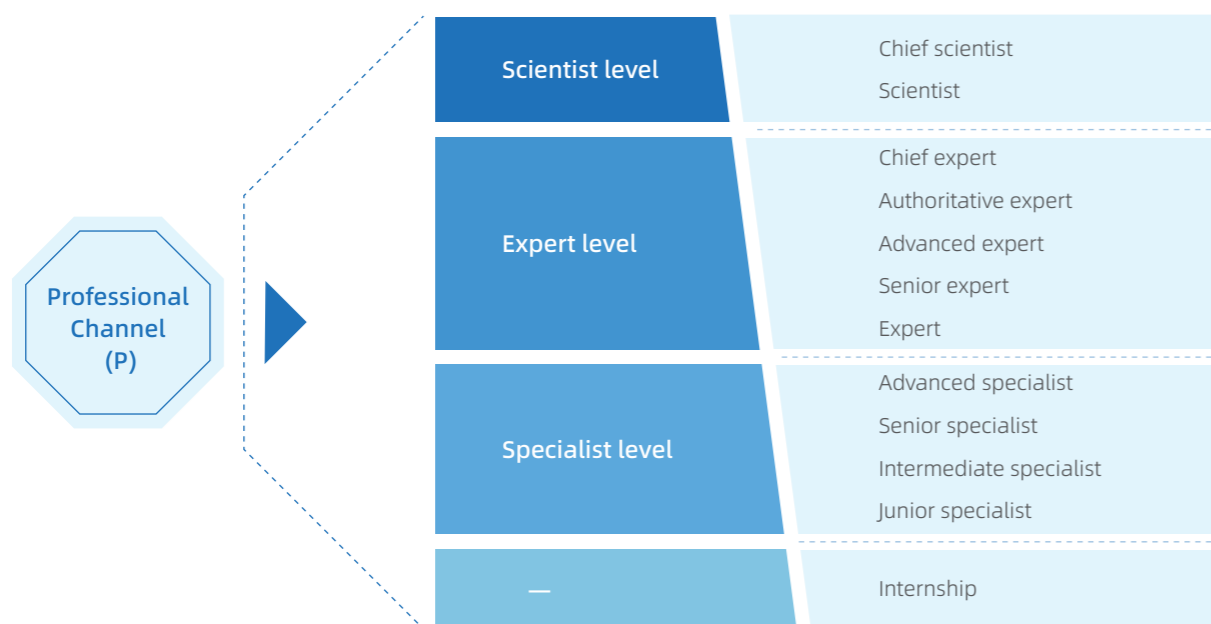 Professional
Channel
(P)
Scientist level
Chief scientist
Scientist
Expert level
Chief expert
Authoritative expert
Advanced expert
Senior expert
Expert
Specialist level
Advanced specialist
Senior specialist
Intermediate specialist
Junior specialist
—
Internship